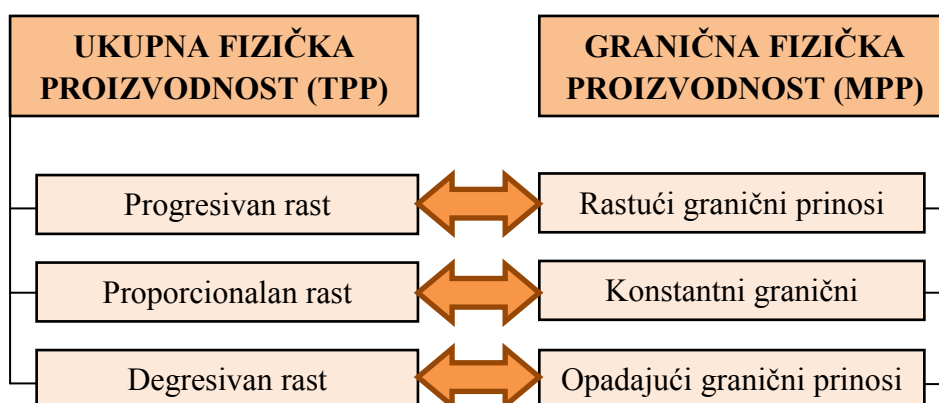 UKUPNA FIZIČKA
PROIZVODNOST (TPP)
GRANIČNA FIZIČKA
PROIZVODNOST (MPP)
Progresivan rast
Rastući granični prinosi
Proporcionalan rast
Konstantni granični
Degresivan rast
Opadajući granični prinosi